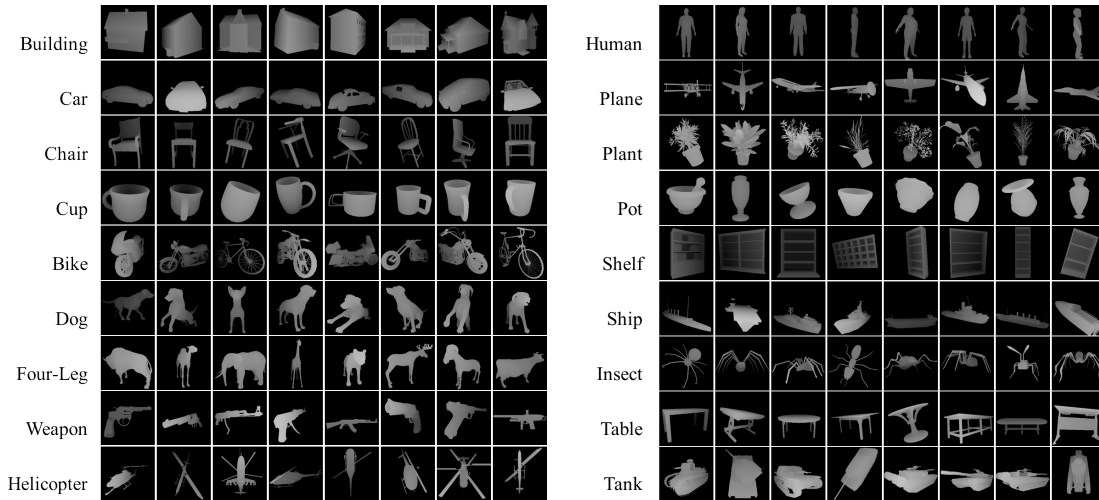 Building
Car
Chair
Cup
Bike
Dog
Four-Leg
Weapon
Helicopter
Human
Plane
Plant
Pot
Shelf
Ship
Insect
Table
Tank